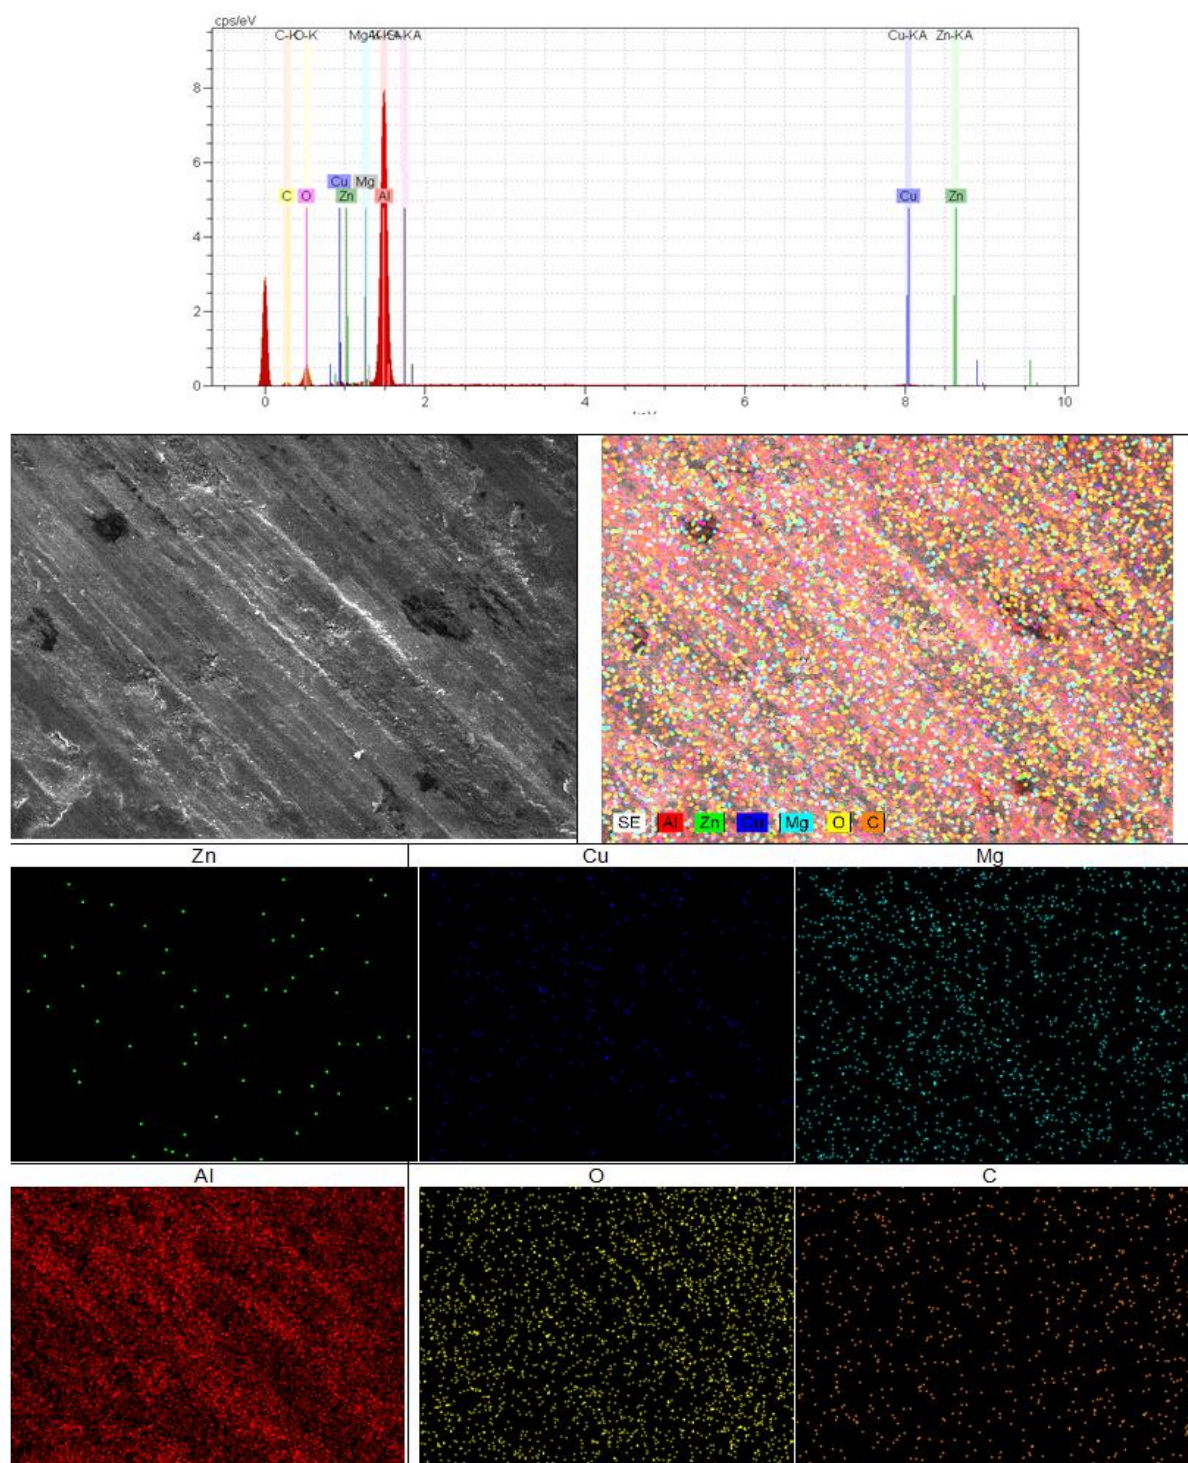 cps/eV
C-K O-K Cu-KA Zn-KA
8
6
Cu Mg
C O Zn Al Cu Zn
4
2
0
0 2 4 6 8 10
SE Al Zn Cu Mg O C
Zn Cu Mg
Al O C